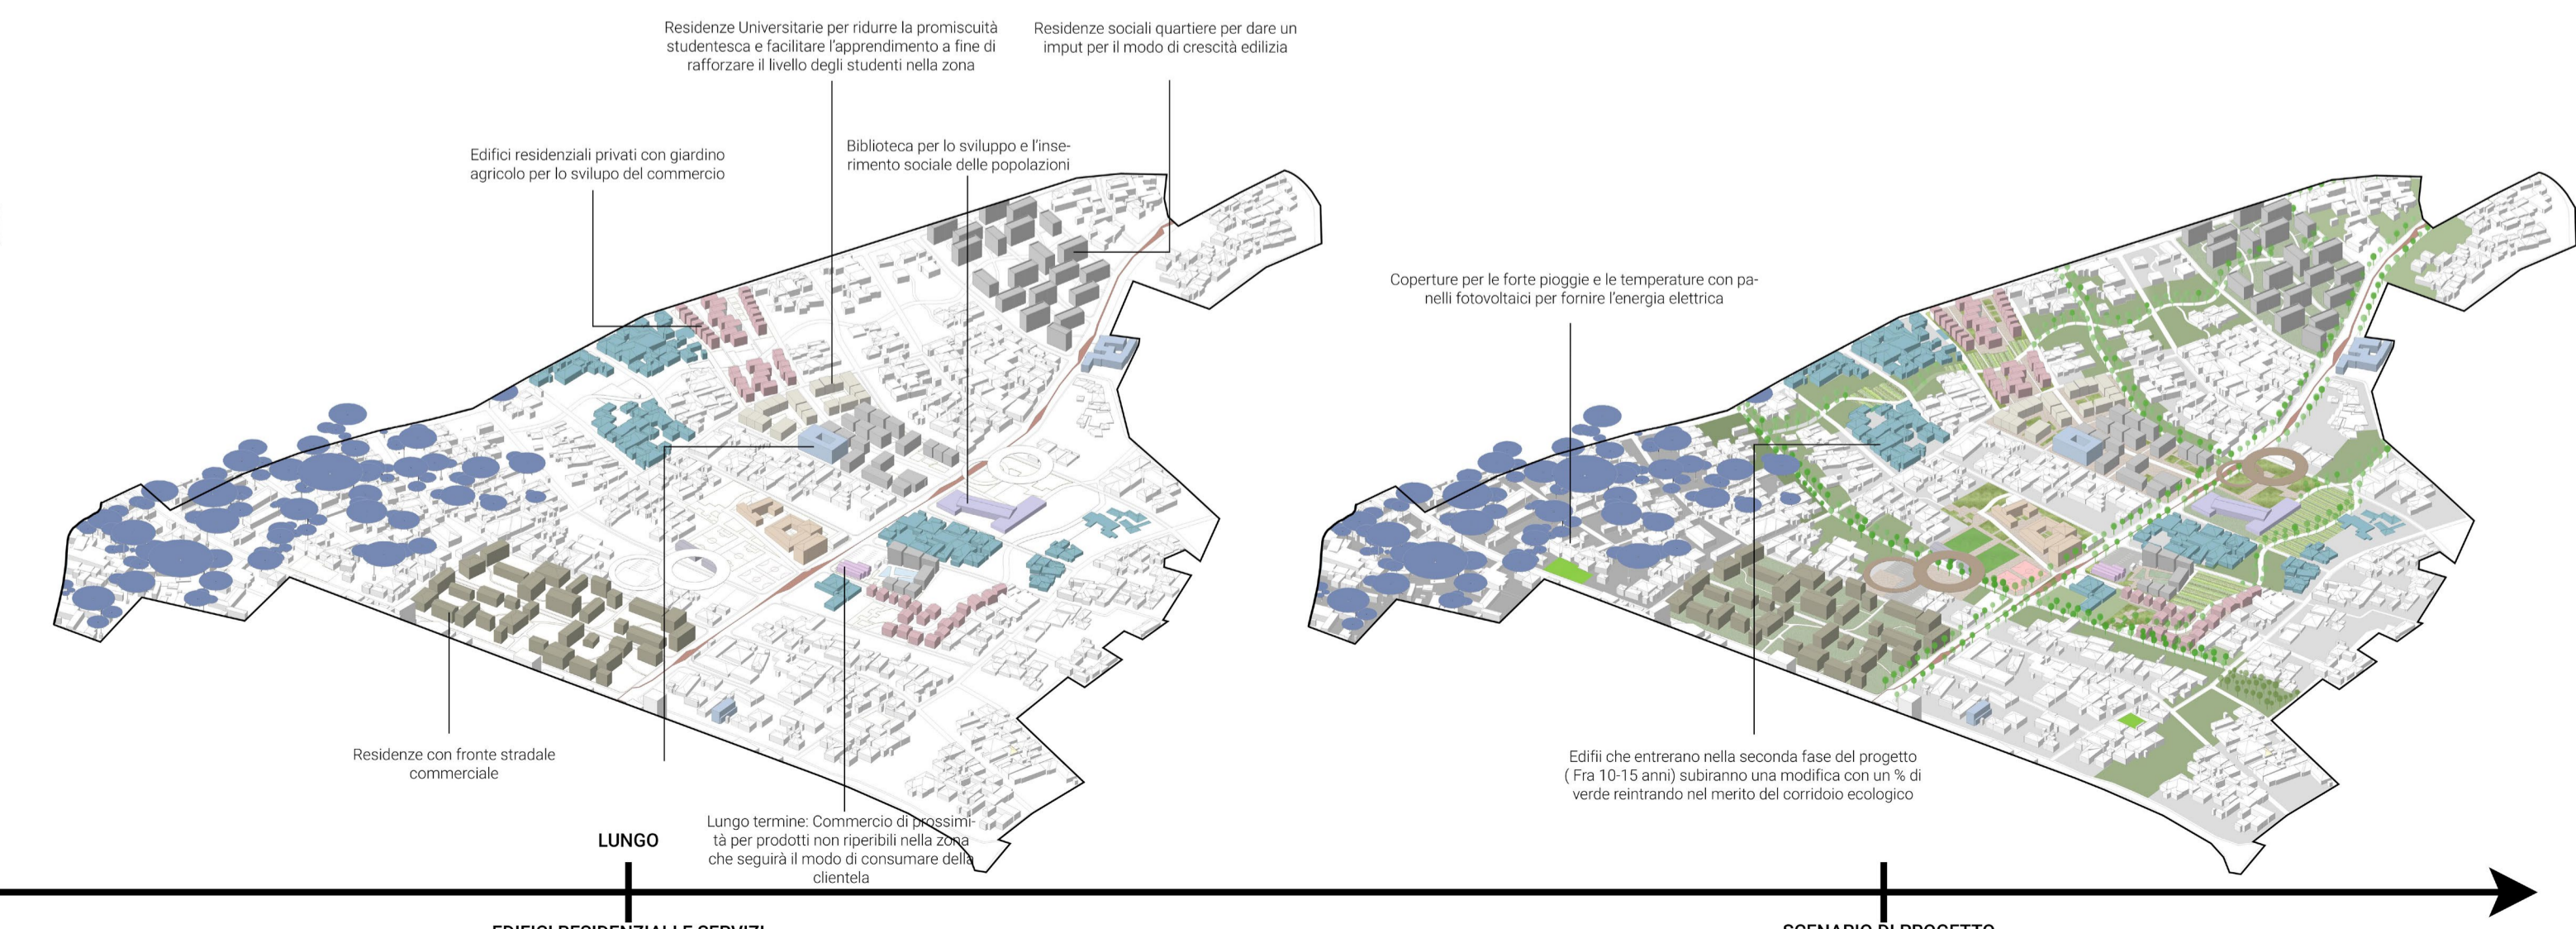 Residenze Universitarie per ridurre la promiscuità
studentesca e facilitare l'apprendimento a fine di
rafforzare il livello degli studenti nella zona
Residenze sociali quartiere per dare un
imput per il modo di crescità edilizia
Edifici residenziali privati con giardino
agricolo per lo svilupo del commercio
Biblioteca per lo sviluppo e l'inse-
rimento sociale delle popolazioni
Coperture per le forte pioggie e le temperature con pa-
nelli fotovoltaici per fornire l'energia elettrica
Residenze con fronte stradale
commerciale
Edifii che entrerano nella seconda fase del progetto
( Fra 10-15 anni) subiranno una modifica con un % di
verde reintrando nel merito del corridoio ecologico
Lungo termine: Commercio di prossimi-
tà per prodotti non riperibili nella zona
che seguirà il modo di consumare della
clientela
LUNGO
EDIFICI RESIDENZIALI E SERVIZI
SCENARIO DI PROGETTO